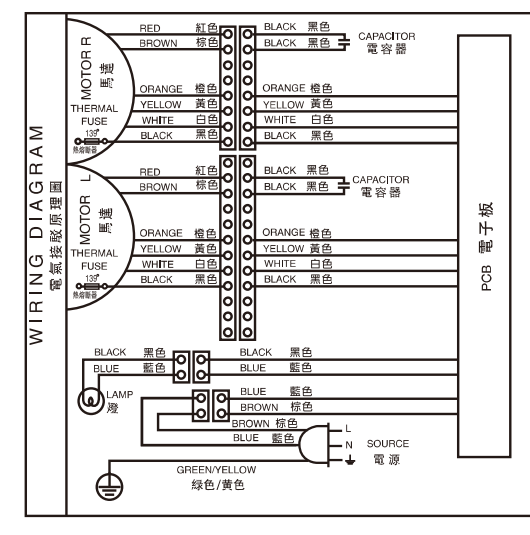 WIRING DIAGRAM
電氣接駁原理圖
MOTOR R
馬達
THERMAL
FUSE
139°
熱熔斷器
RED 紅色
BROWN 棕色
ORANGE 橙色
YELLOW 黃色
WHITE 白色
BLACK 黑色
BLACK 黑色
BLACK 黑色
CAPACITOR
電容器
ORANGE 橙色
YELLOW 黃色
WHITE 白色
BLACK 黑色
MOTOR L
馬達
THERMAL
FUSE
139°
熱熔斷器
RED 紅色
BROWN 棕色
ORANGE 橙色
YELLOW 黃色
WHITE 白色
BLACK 黑色
BLACK 黑色
BLACK 黑色
CAPACITOR
電容器
ORANGE 橙色
YELLOW 黃色
WHITE 白色
BLACK 黑色
PCB 電子板
BLACK 黑色
BLUE 藍色
BLACK 黑色
BLUE 藍色
LAMP
燈
BLUE 藍色
BROWN 棕色
BROWN 棕色
BLUE 藍色
L
N
SOURCE
電源
GREEN/YELLOW
綠色/黃色